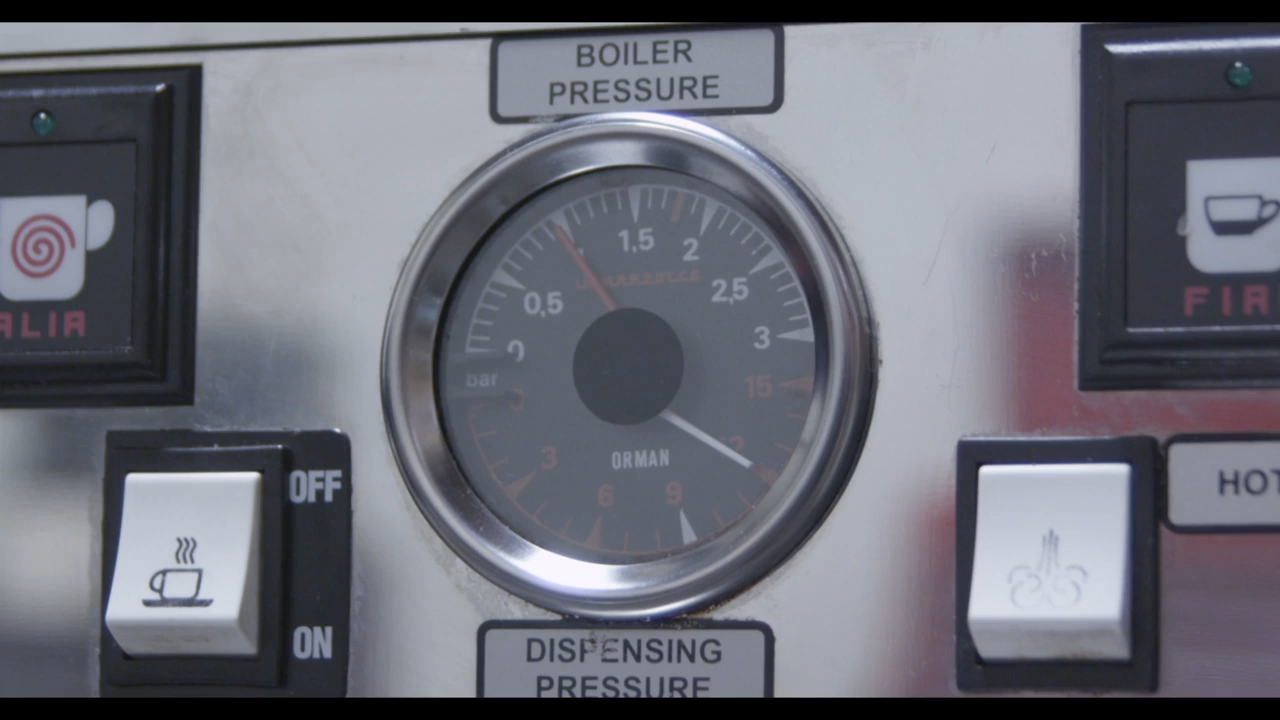 BOILER
PRESSURE
1,5
2
0,5
2,5
0
3
bar
15
3
ORMAN
6
9
ALIA
FIR
OFF
ON
HOT
DISPENSING
PRESSURE